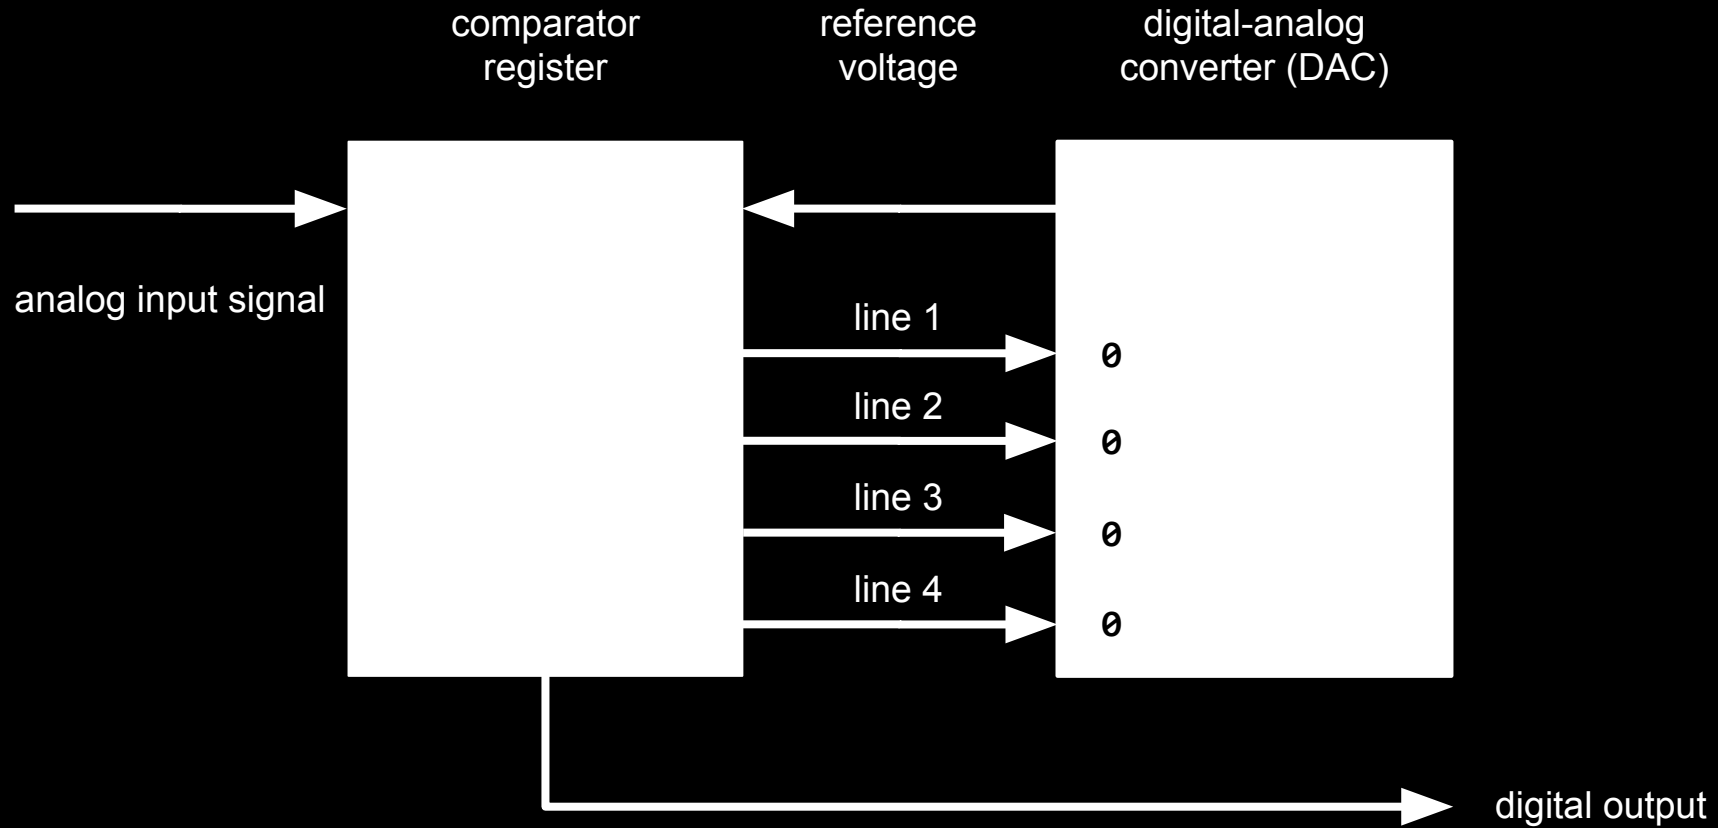 comparator
register
reference
voltage
digital-analog
converter (DAC)
analog input signal
line 1
0
line 2
0
line 3
0
line 4
0
digital output